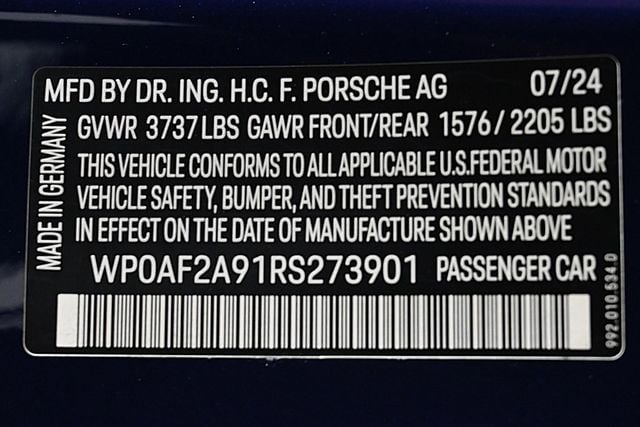 MFD BY DR. ING. H.C. F. PORSCHE AG 07/24
GVWR 3737 LBS GAWR FRONT/REAR 1576 / 2205 LBS
THIS VEHICLE CONFORMS TO ALL APPLICABLE U.S.FEDERAL MOTOR
VEHICLE SAFETY, BUMPER, AND THEFT PREVENTION STANDARDS
IN EFFECT ON THE DATE OF MANUFACTURE SHOWN ABOVE
WP0AF2A91RS273901 PASSENGER CAR
MADE IN GERMANY
992.010.534.D